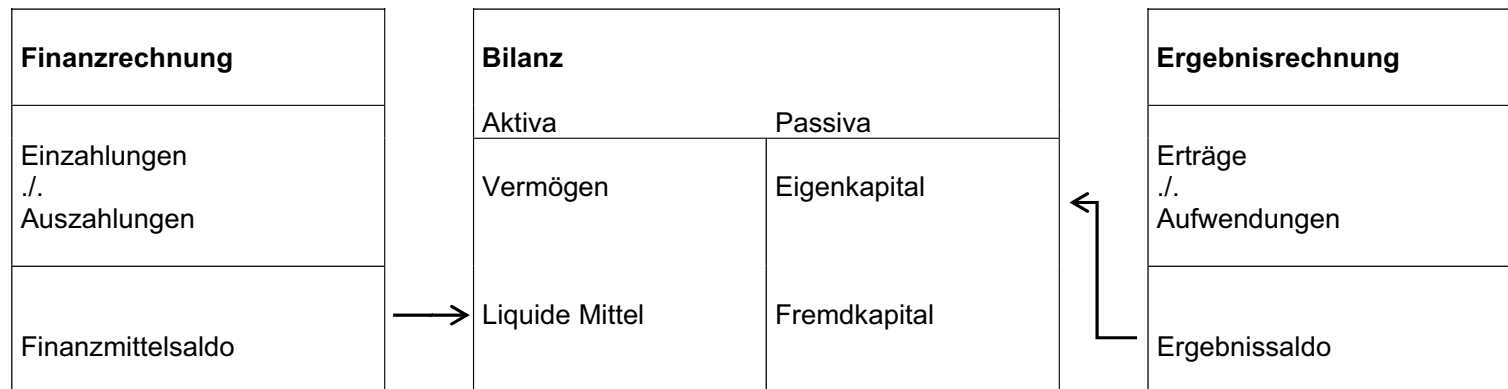 Finanzrechnung
Einzahlungen
./.
Auszahlungen
Finanzmittelsaldo
Bilanz
Aktiva Passiva
Vermögen Eigenkapital
Liquide Mittel Fremdkapital
Ergebnisrechnung
Erträge
./.
Aufwendungen
Ergebnissaldo